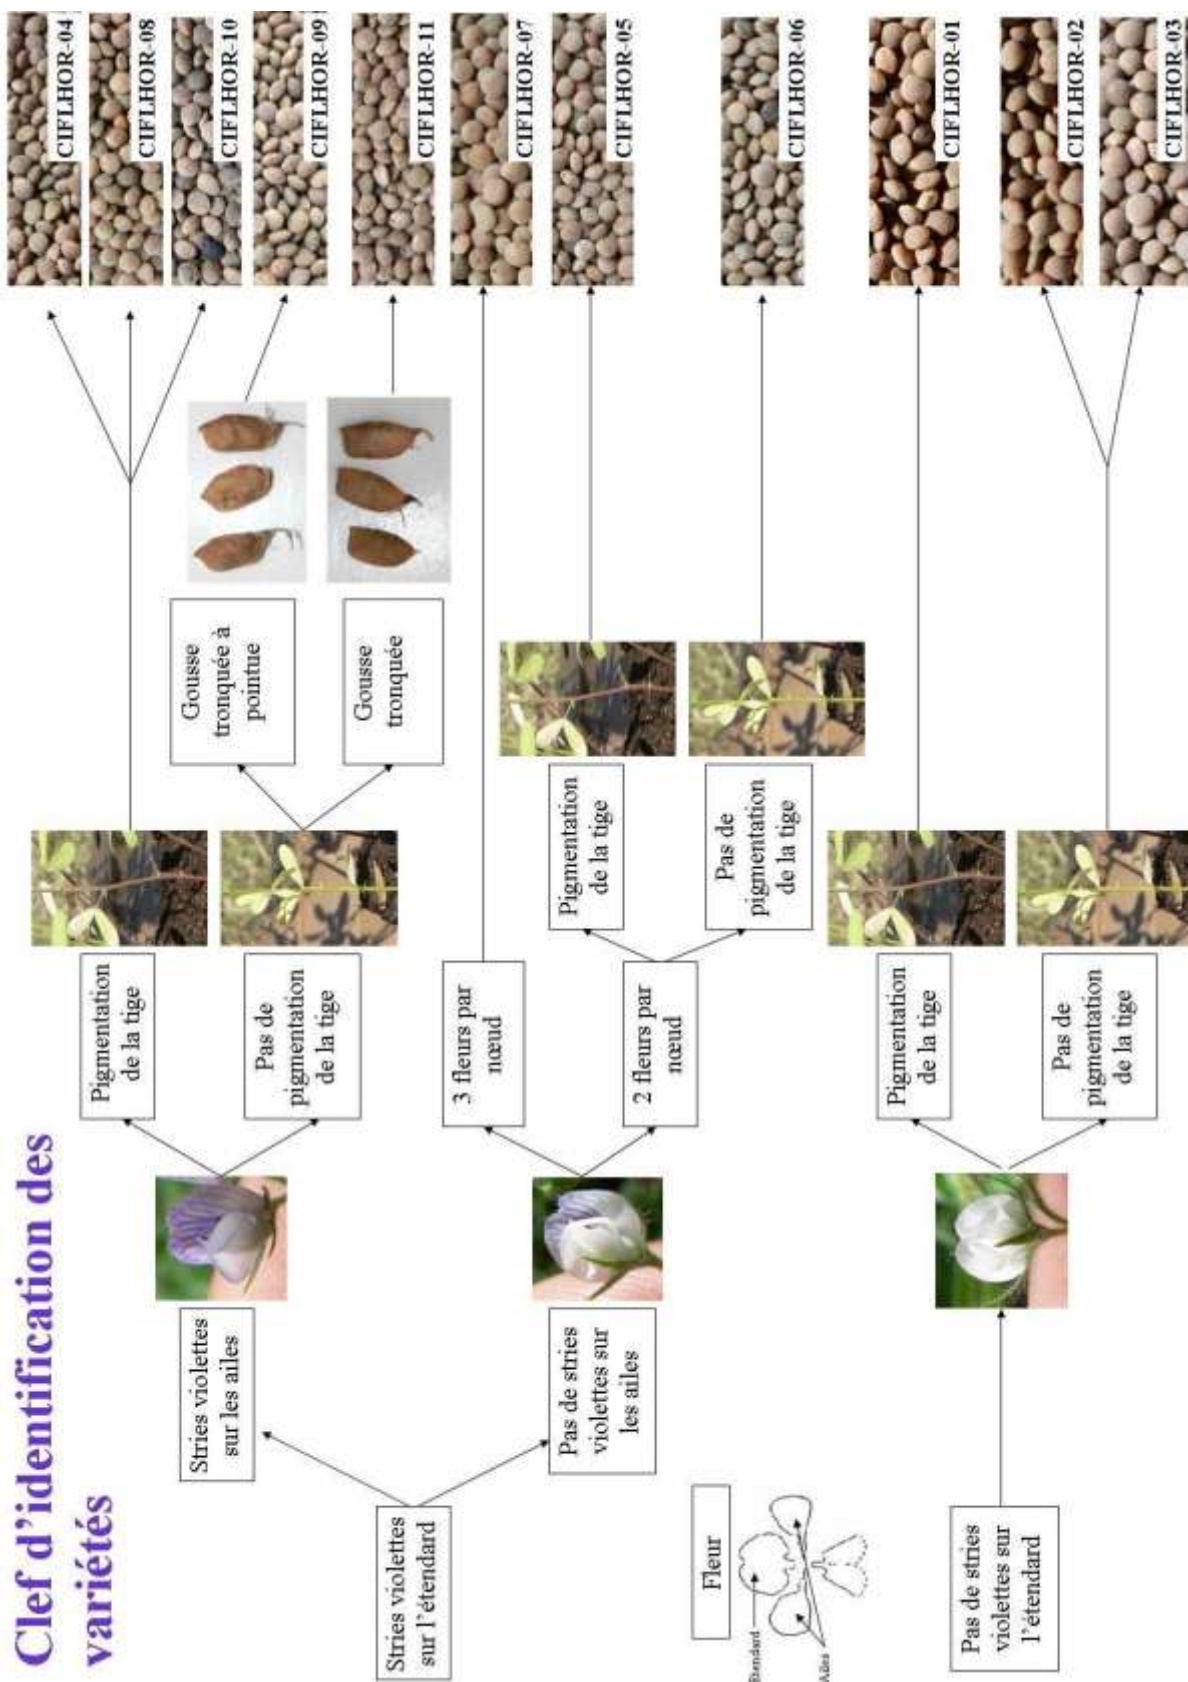 Clef d'identification des
variétés
Stries violettes
sur l'étendard
Stries violettes
sur les ailes
Pigmentation
de la tige
CIFLHOR-04
CIFLHOR-08
CIFLHOR-10
Pas de
pigmentation
de la tige
Gousse
tronquée à
pointue
CIFLHOR-09
Gousse
tronquée
CIFLHOR-11
Pas de stries
violettes sur
les ailes
3 fleurs par
nœud
CIFLHOR-07
2 fleurs par
nœud
Pigmentation
de la tige
CIFLHOR-05
Pas de
pigmentation
de la tige
CIFLHOR-06
Fleur
Etendard
Ailes
Pas de stries
violettes sur
l'étendard
Pigmentation
de la tige
CIFLHOR-01
Pas de
pigmentation
de la tige
CIFLHOR-02
CIFLHOR-03